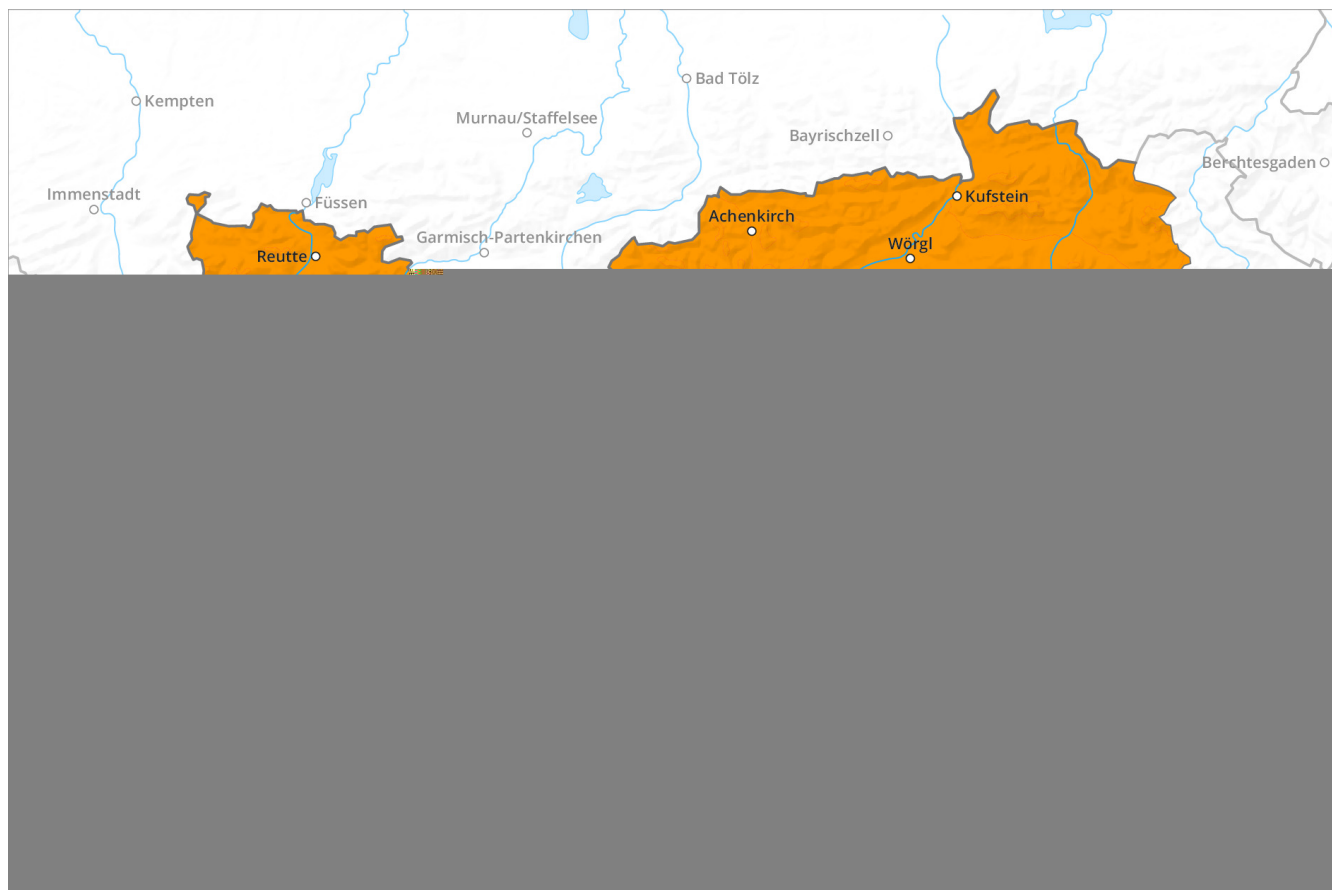 Bad Tölz
Kempten
Murnau/Staffelsee
Bayrischzell
Berchtesgaden
Immenstadt
Kufstein
Füssen
Achenkirch
Garmisch-Partenkirchen
Wörgl
Reutte